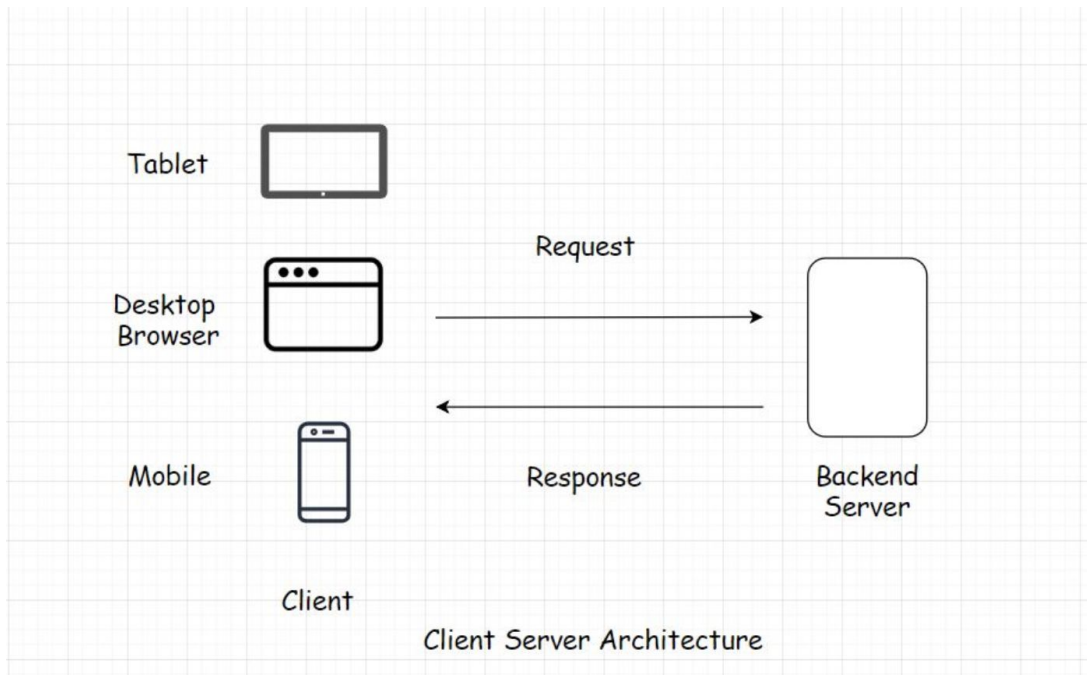 Tablet
Request
Desktop
Browser
Mobile
Response
Backend
Server
Client
Client Server Architecture